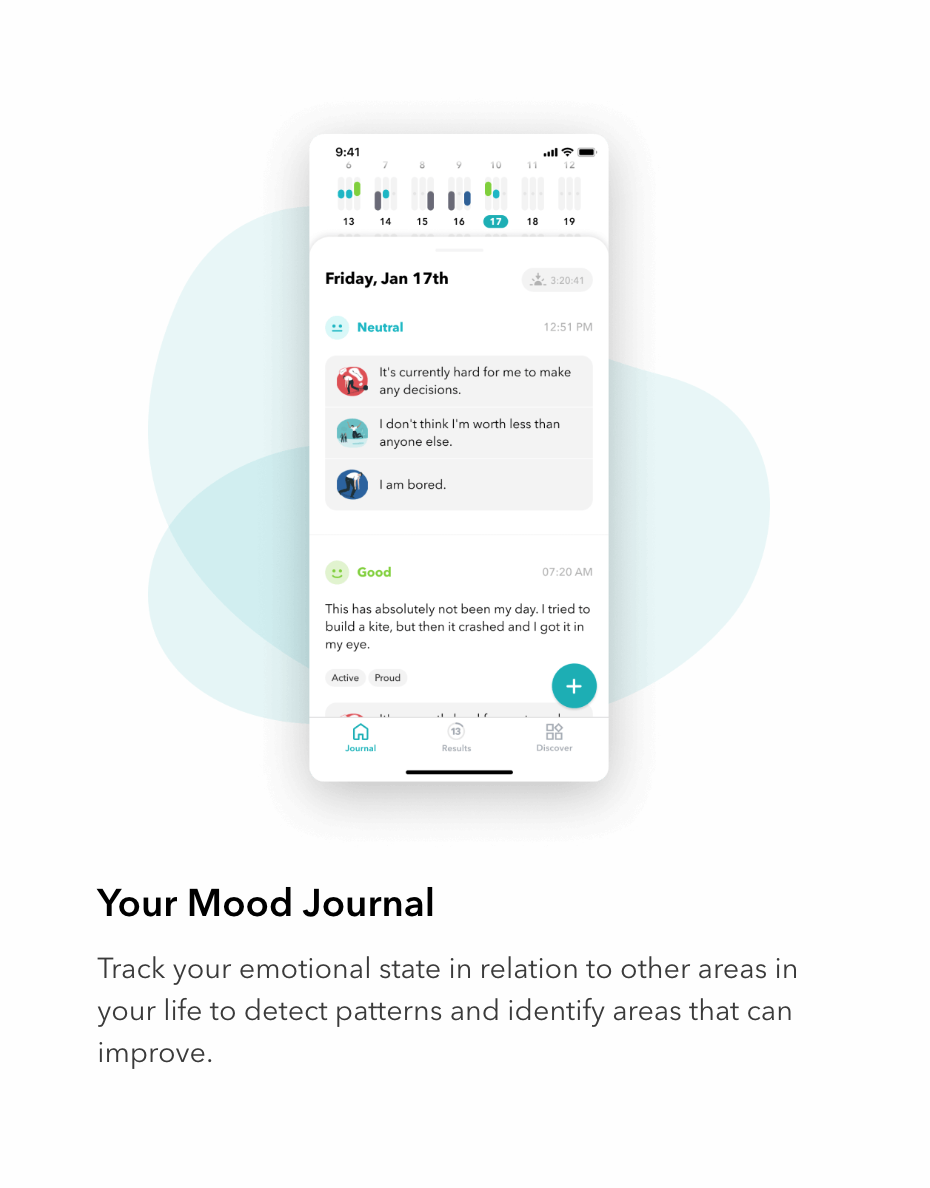 9:41
6 7 8 9 10 11 12
13 14 15 16 17 18 19
Friday, Jan 17th 3:20:41
Neutral 12:51 PM
It's currently hard for me to make
any decisions.
I don't think I'm worth less than
anyone else.
I am bored.
Good 07:20 AM
This has absolutely not been my day. I tried to
build a kite, but then it crashed and I got it in
my eye.
Active Proud
13
Journal Results Discover
Your Mood Journal
Track your emotional state in relation to other areas in
your life to detect patterns and identify areas that can
improve.